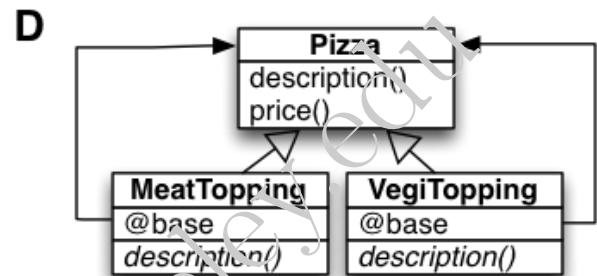 D
Pizza
description()
price()
MeatTopping
@base
description()
VegiTopping
@base
description()